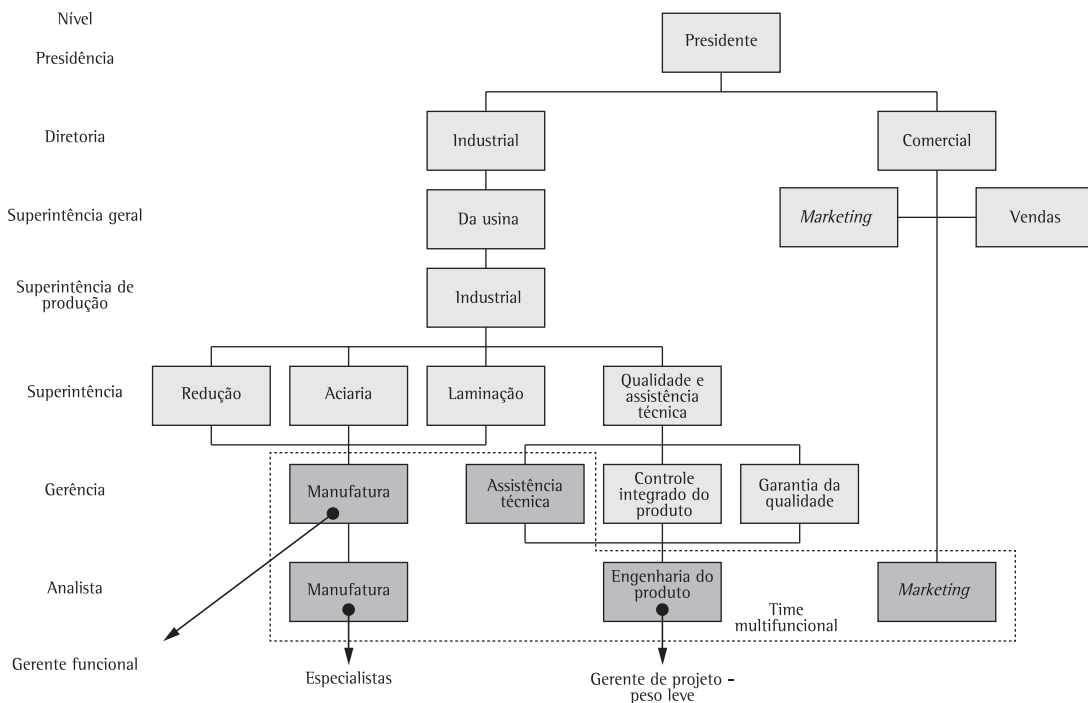 Nível
Presidência
Presidente
Diretoria
Industrial
Comercial
Superintência geral
Da usina
Marketing
Vendas
Superintência de
produção
Industrial
Superintência
Redução
Aciaria
Laminação
Qualidade e
assistência
técnica
Gerência
Manufatura
Assistência
técnica
Controle
integrado do
produto
Garantia da
qualidade
Analista
Manufatura
Engenharia do
produto
Marketing
Time
multifuncional
Gerente funcional
Especialistas
Gerente de projeto -
peso leve